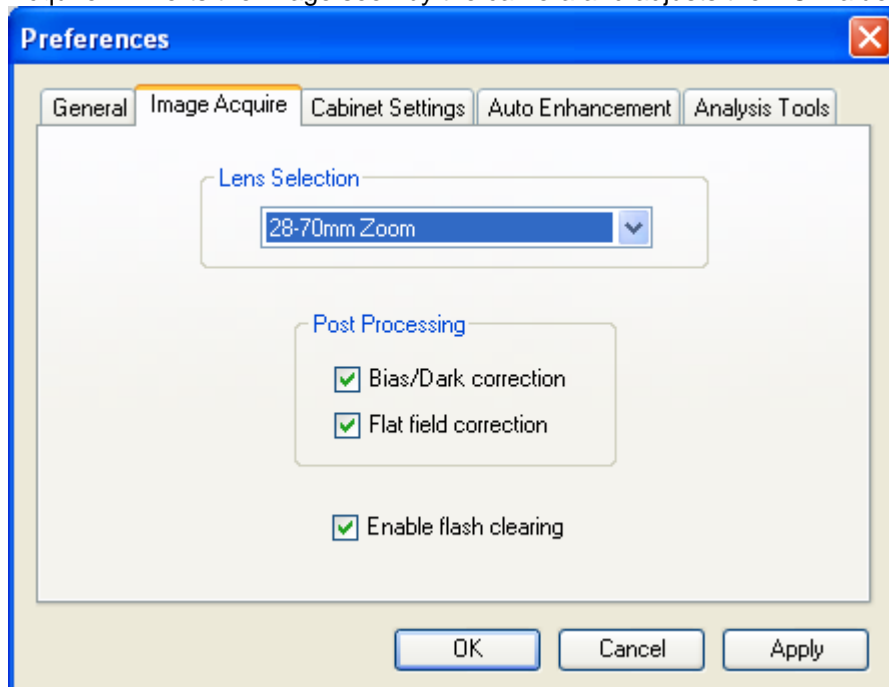 Preferences
General Image Acquire Cabinet Settings Auto Enhancement Analysis Tools
Lens Selection
28-70mm Zoom
Post Processing
Bias/Dark correction
Flat field correction
Enable flash clearing
OK Cancel Apply